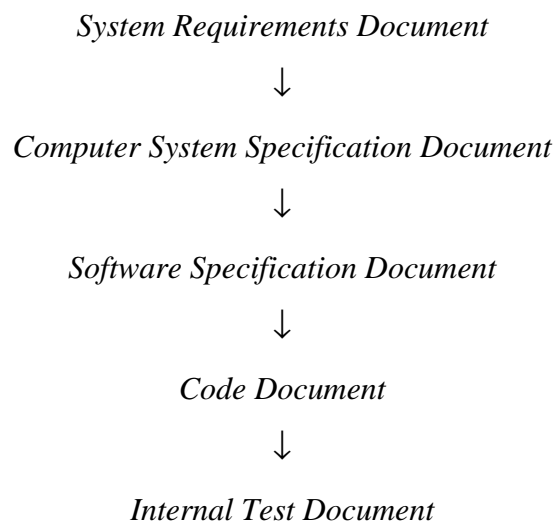 System Requirements Document
↓
Computer System Specification Document
↓
Software Specification Document
↓
Code Document
↓
Internal Test Document